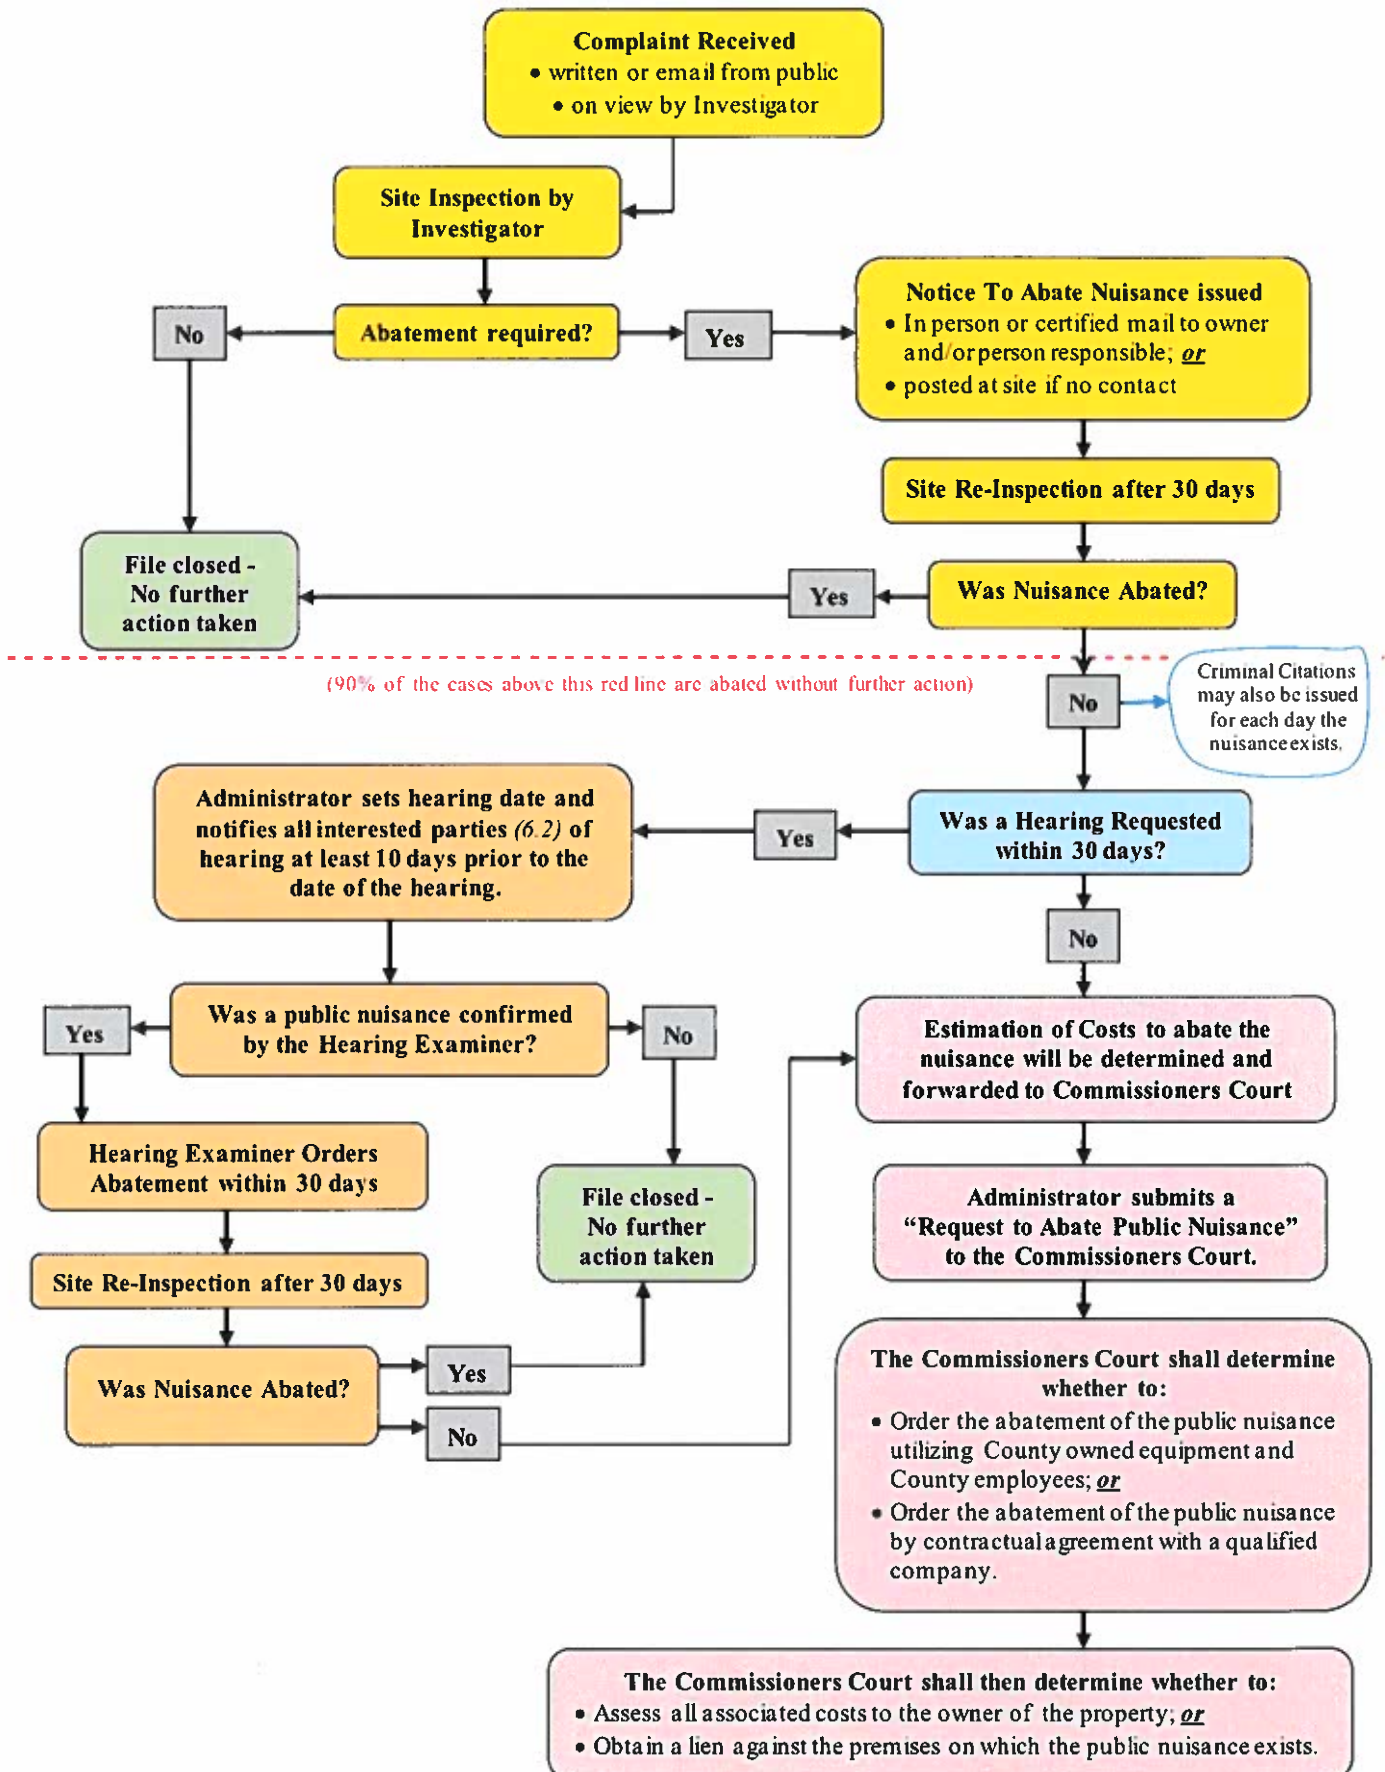 Complaint Received
• written or email from public
• on view by Investigator
Site Inspection by
Investigator
No
Abatement required?
Yes
Notice To Abate Nuisance issued
• In person or certified mail to owner
and/or person responsible; or
• posted at site if no contact
Site Re-Inspection after 30 days
File closed -
No further
action taken
Yes
Was Nuisance Abated?
(90% of the cases above this red line are abated without further action)
No
Criminal Citations
may also be issued
for each day the
nuisance exists.
Administrator sets hearing date and
notifies all interested parties (6.2) of
hearing at least 10 days prior to the
date of the hearing.
Yes
Was a Hearing Requested
within 30 days?
No
Yes
Was a public nuisance confirmed
by the Hearing Examiner?
No
Estimation of Costs to abate the
nuisance will be determined and
forwarded to Commissioners Court
Hearing Examiner Orders
Abatement within 30 days
File closed -
No further
action taken
Administrator submits a
“Request to Abate Public Nuisance”
to the Commissioners Court.
Site Re-Inspection after 30 days
Was Nuisance Abated?
Yes
No
The Commissioners Court shall determine
whether to:
• Order the abatement of the public nuisance
utilizing County owned equipment and
County employees; or
• Order the abatement of the public nuisance
by contractual agreement with a qualified
company.
The Commissioners Court shall then determine whether to:
• Assess all associated costs to the owner of the property; or
• Obtain a lien against the premises on which the public nuisance exists.